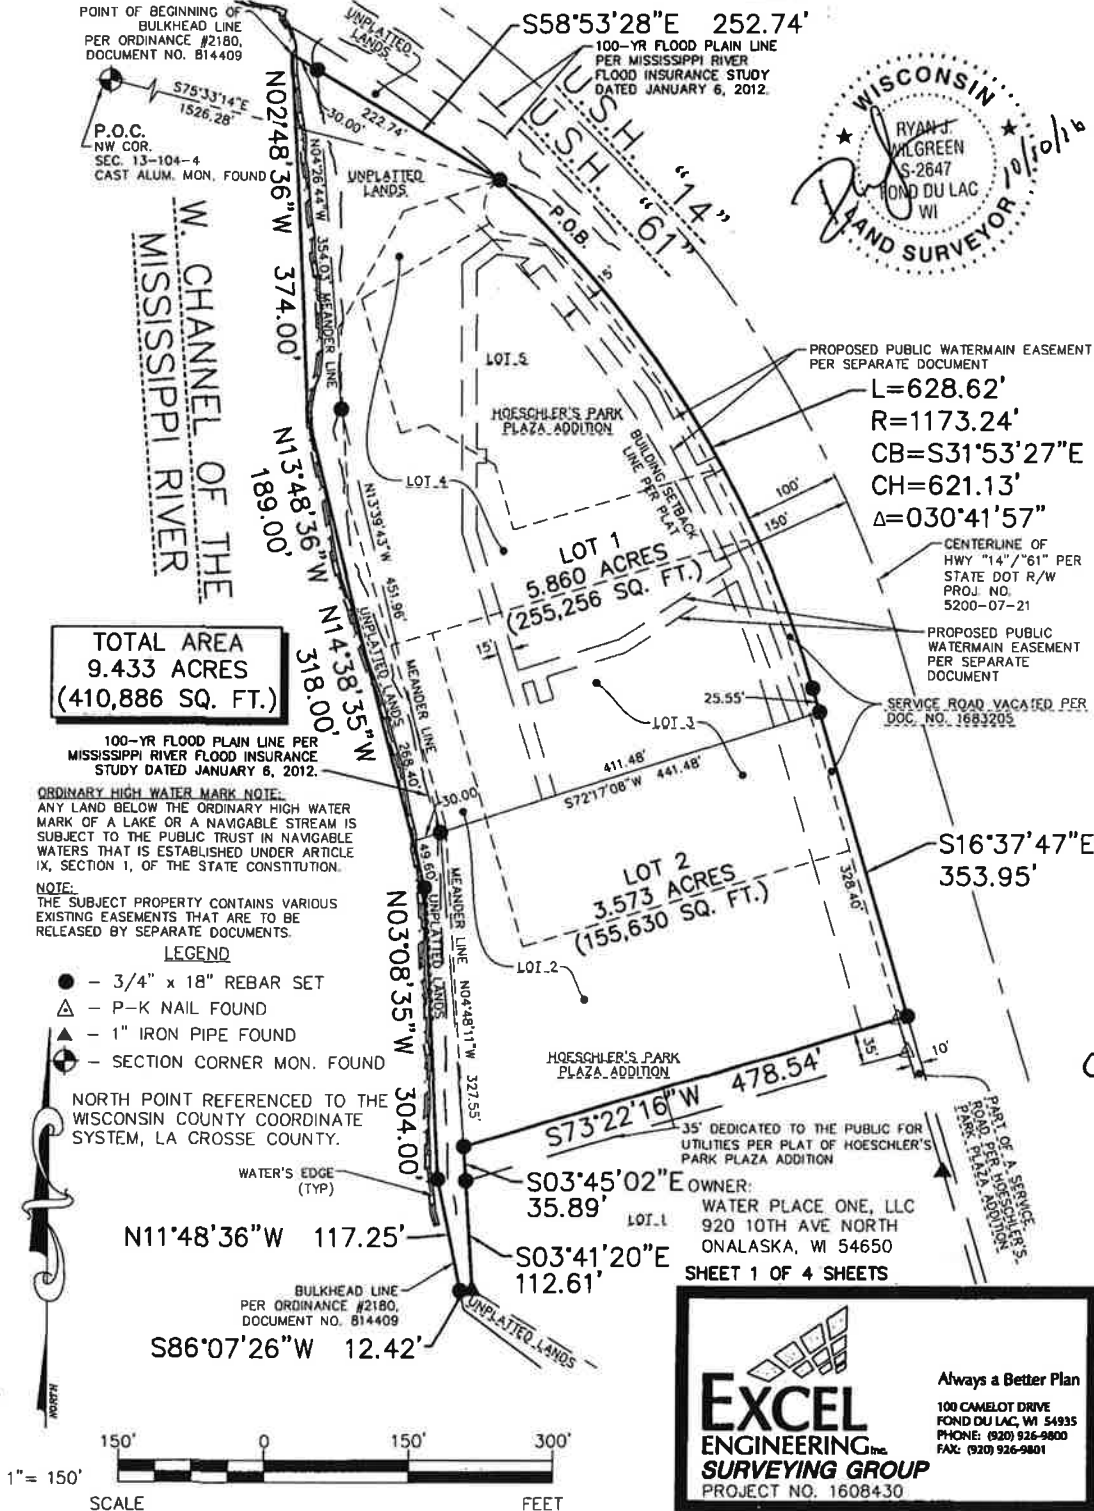 POINT OF BEGINNING OF
BULKHEAD LINE
PER ORDINANCE #2180,
DOCUMENT NO. 814409
UNPLATTED
LANDS
S58°53'28"E 252.74'
100-YR FLOOD PLAIN LINE
PER MISSISSIPPI RIVER
FLOOD INSURANCE STUDY
DATED JANUARY 6, 2012.
U.S.H. "14"
U.S.H. "61"
WISCONSIN
RYAN J.
WILGREEN
S-2647
FOND DU LAC
WI
LAND SURVEYOR
10/10/16
S75°33'14"E
1526.28'
P.O.C.
NW COR.
SEC. 13-104-4
CAST ALUM. MON. FOUND
30.00'
222.74'
N02°48'36"W 374.00'
N04°26'44"W 354.03' MEANDER LINE
UNPLATTED
LANDS
P.O.B.
15'
W. CHANNEL OF THE
MISSISSIPPI RIVER
LOT 5
HOESCHLER'S PARK
PLAZA ADDITION
BUILDING SETBACK
LINE PER PLAT
PROPOSED PUBLIC WATERMAIN EASEMENT
PER SEPARATE DOCUMENT
L=628.62'
R=1173.24'
CB=S31°53'27"E
CH=621.13'
Δ=030°41'57"
LOT 4
100'
150'
N13°48'36"W
189.00'
N13°39'43"W 451.96'
MEANDER LINE
LOT 1
5.860 ACRES
(255,256 SQ. FT.)
CENTERLINE OF
HWY "14"/"61" PER
STATE DOT R/W
PROJ. NO.
5200-07-21
PROPOSED PUBLIC
WATERMAIN EASEMENT
PER SEPARATE
DOCUMENT
TOTAL AREA
9.433 ACRES
(410,886 SQ. FT.)
N14°38'35"W
318.00'
UNPLATTED LANDS 268.40'
15'
25.55'
LOT 3
SERVICE ROAD VACATED PER
DOC. NO. 1683205
100-YR FLOOD PLAIN LINE PER
MISSISSIPPI RIVER FLOOD INSURANCE
STUDY DATED JANUARY 6, 2012.
411.48'
S72°17'08"W 441.48'
30.00
ORDINARY HIGH WATER MARK NOTE:
ANY LAND BELOW THE ORDINARY HIGH WATER
MARK OF A LAKE OR A NAVIGABLE STREAM IS
SUBJECT TO THE PUBLIC TRUST IN NAVIGABLE
WATERS THAT IS ESTABLISHED UNDER ARTICLE
IX, SECTION 1, OF THE STATE CONSTITUTION.
NOTE:
THE SUBJECT PROPERTY CONTAINS VARIOUS
EXISTING EASEMENTS THAT ARE TO BE
RELEASED BY SEPARATE DOCUMENTS.
49.60'
UNPLATTED LANDS
MEANDER LINE N04°48'11"W 327.55'
LOT 2
3.573 ACRES
(155,630 SQ. FT.)
328.40'
S16°37'47"E
353.95'
N03°08'35"W 304.00'
LOT 2
LEGEND
- 3/4" x 18" REBAR SET
- P-K NAIL FOUND
- 1" IRON PIPE FOUND
- SECTION CORNER MON. FOUND
NORTH POINT REFERENCED TO THE
WISCONSIN COUNTY COORDINATE
SYSTEM, LA CROSSE COUNTY.
HOESCHLER'S PARK
PLAZA ADDITION
S73°22'16"W 478.54'
35'
10'
35' DEDICATED TO THE PUBLIC FOR
UTILITIES PER PLAT OF HOESCHLER'S
PARK PLAZA ADDITION
PART OF A SERVICE
ROAD PER HOESCHLER'S
PARK PLAZA ADDITION
WATER'S EDGE
(TYP)
S03°45'02"E
35.89'
OWNER:
WATER PLACE ONE, LLC
920 10TH AVE NORTH
ONALASKA, WI 54650
LOT 1
N11°48'36"W 117.25'
S03°41'20"E
112.61'
SHEET 1 OF 4 SHEETS
BULKHEAD LINE
PER ORDINANCE #2180,
DOCUMENT NO. 814409
UNPLATTED LANDS
S86°07'26"W 12.42'
NORTH
EXCEL
ENGINEERING Inc.
SURVEYING GROUP
PROJECT NO. 1608430
Always a Better Plan
100 CAMELOT DRIVE
FOND DU LAC, WI 54935
PHONE: (920) 926-9800
FAX: (920) 926-9801
150' 0 150' 300'
1"= 150'
SCALE FEET